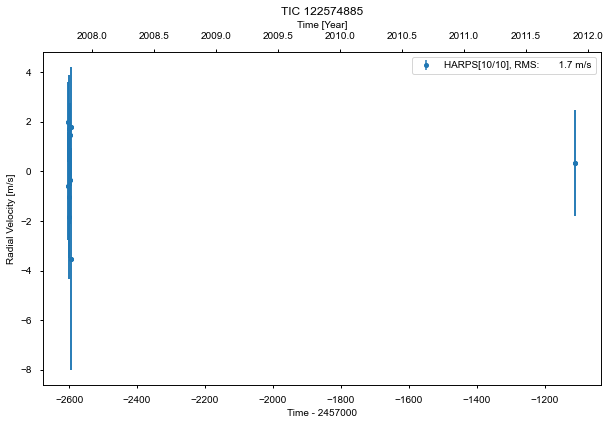 TIC 122574885
Time [Year]
2008.0 2008.5 2009.0 2009.5 2010.0 2010.5 2011.0 2011.5 2012.0
HARPS[10/10], RMS: 1.7 m/s
4
2
0
−2
−4
−6
−8
Radial Velocity [m/s]
−2600 −2400 −2200 −2000 −1800 −1600 −1400 −1200
Time - 2457000